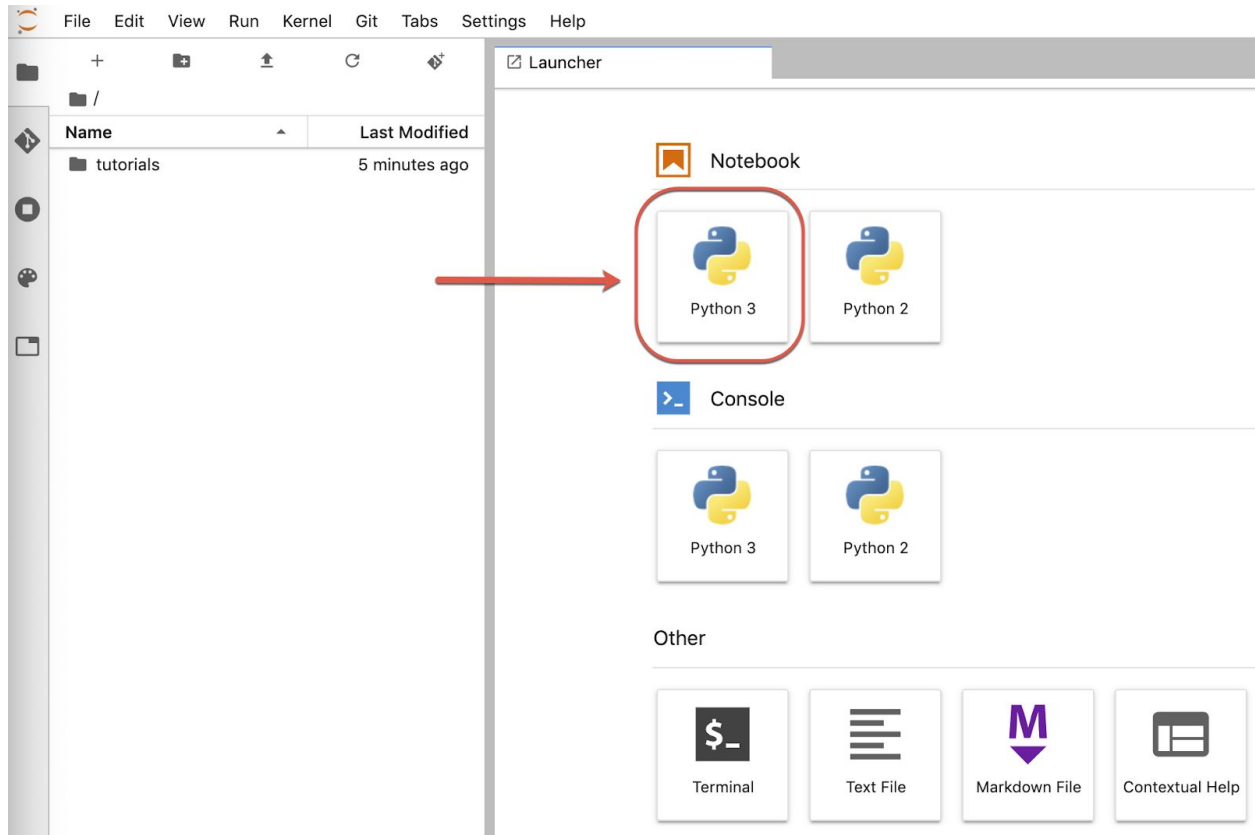 File Edit View Run Kernel Git Tabs Settings Help
Launcher
/
Name Last Modified
tutorials 5 minutes ago
Notebook
Python 3 Python 2
Console
Python 3 Python 2
Other
$_
M
Terminal Text File Markdown File Contextual Help